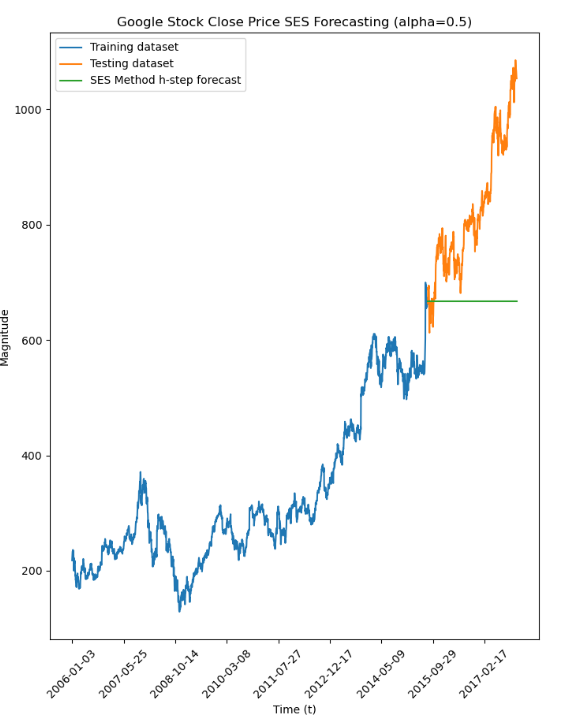 Google Stock Close Price SES Forecasting (alpha=0.5)
Training dataset
Testing dataset
SES Method h-step forecast
1000
800
600
400
200
Magnitude
2006-01-03
2007-05-25
2008-10-14
2010-03-08
2011-07-27
2012-12-17
2014-05-09
2015-09-29
2017-02-17
Time (t)